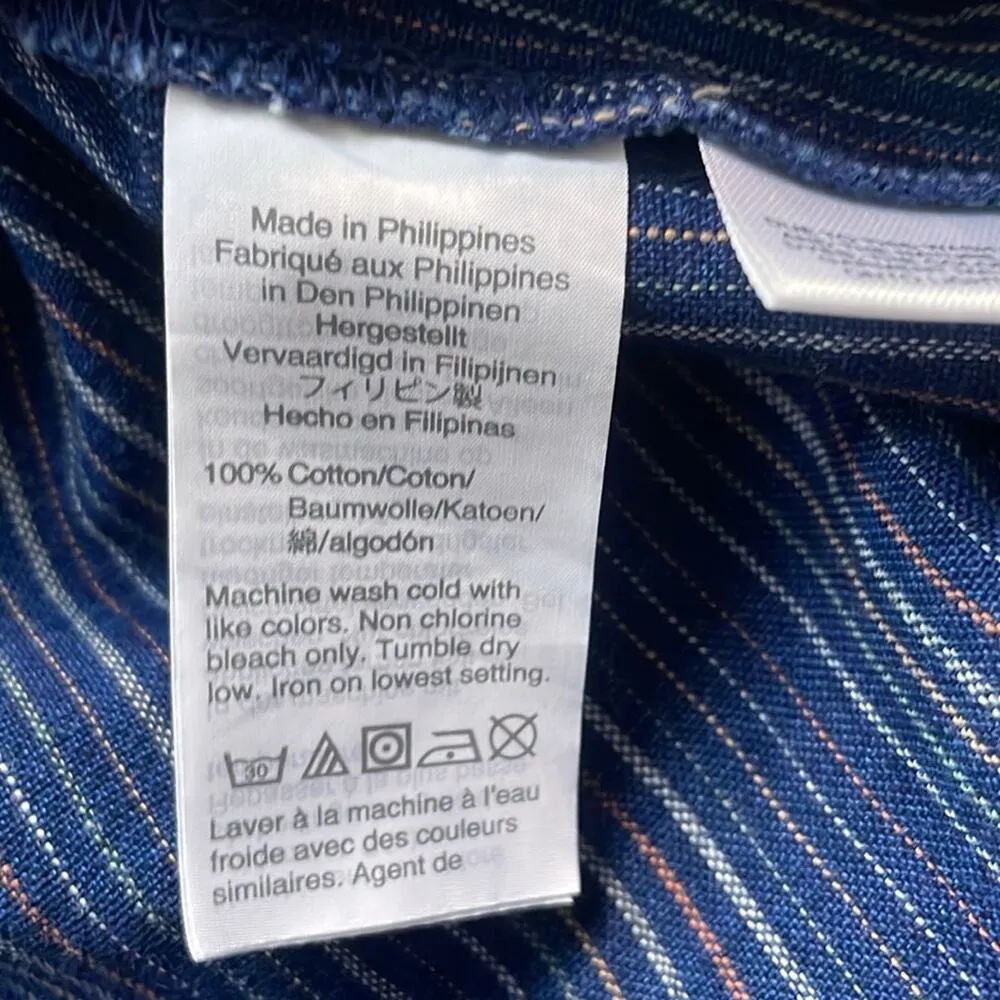 Made in Philippines
Fabriqué aux Philippines
in Den Philippinen
Hergestellt
Vervaardigd in Filipijnen
フィリピン製
Hecho en Filipinas
100% Cotton/Coton/
Baumwolle/Katoen/
綿/algodón
Machine wash cold with
like colors. Non chlorine
bleach only. Tumble dry
low. Iron on lowest setting.
30
Laver à la machine à l'eau
froide avec des couleurs
similaires. Agent de